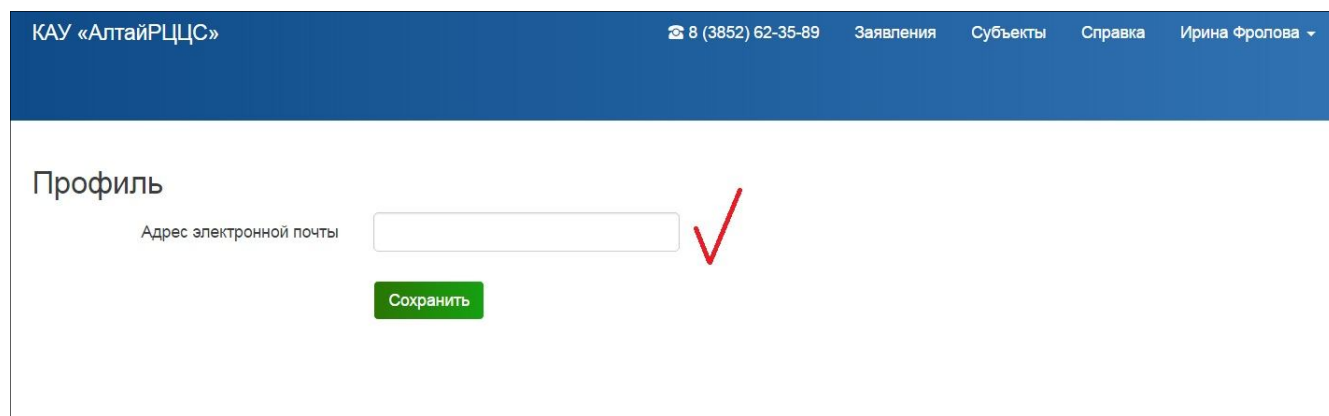 КАУ «АлтайРЦЦС»
8 (3852) 62-35-89 Заявления Субъекты Справка Ирина Фролова
Профиль
Адрес электронной почты
Сохранить